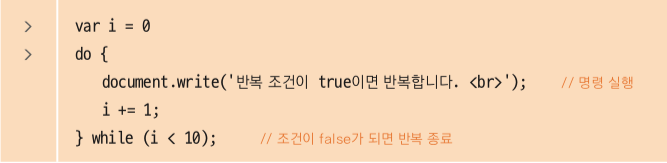 > var i = 0
> do {
document.write('반복 조건이 true이면 반복합니다. <br>'); // 명령 실행
i += 1;
} while (i < 10); // 조건이 false가 되면 반복 종료